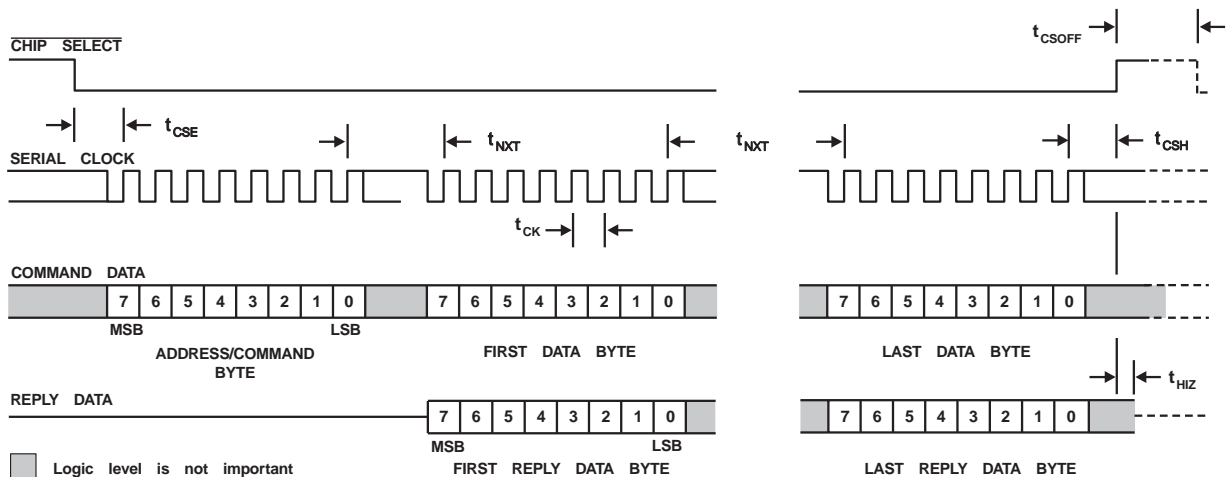 CHIP SELECT
tCSOFF
tCSE
tNXT
tNXT
tCSH
SERIAL CLOCK
tCK
COMMAND DATA
7 6 5 4 3 2 1 0 7 6 5 4 3 2 1 0 7 6 5 4 3 2 1 0
MSB LSB
ADDRESS/COMMAND
BYTE
FIRST DATA BYTE
LAST DATA BYTE
tHIZ
REPLY DATA
7 6 5 4 3 2 1 0 7 6 5 4 3 2 1 0
MSB LSB
Logic level is not important
FIRST REPLY DATA BYTE
LAST REPLY DATA BYTE